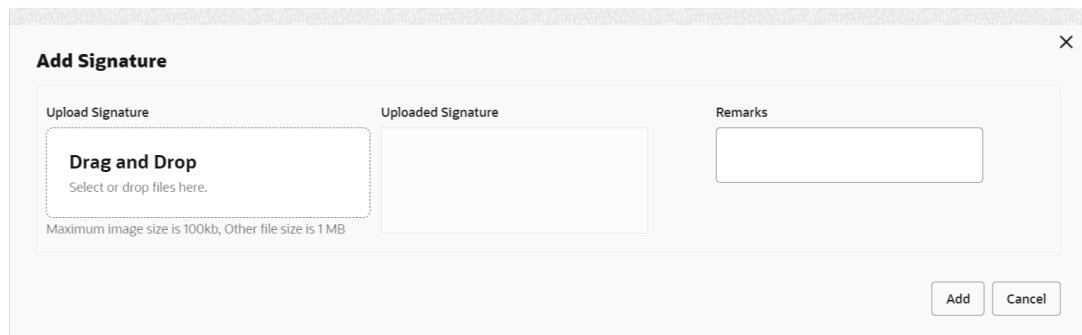 Add Signature
Upload Signature
Uploaded Signature
Remarks
Drag and Drop
Select or drop files here.
Maximum image size is 100kb, Other file size is 1 MB
Add
Cancel